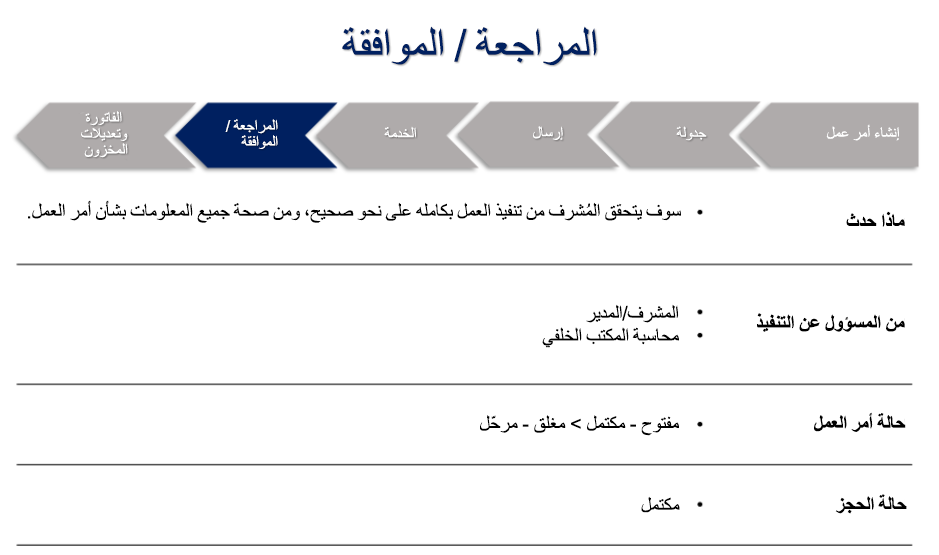 المراجعة / الموافقة
إنشاء أمر عمل
جدولة
إرسال
الخدمة
المراجعة /
الموافقة
الفاتورة
وتعديلات
المخزون
ماذا حدث
• سوف يتحقق المُشرف من تنفيذ العمل بكامله على نحو صحيح، ومن صحة جميع المعلومات بشأن أمر العمل.
من المسؤول عن التنفيذ
• المشرف/المدير
• محاسبة المكتب الخلفي
حالة أمر العمل
• مفتوح - مكتمل > مغلق - مرحّل
حالة الحجز
• مكتمل